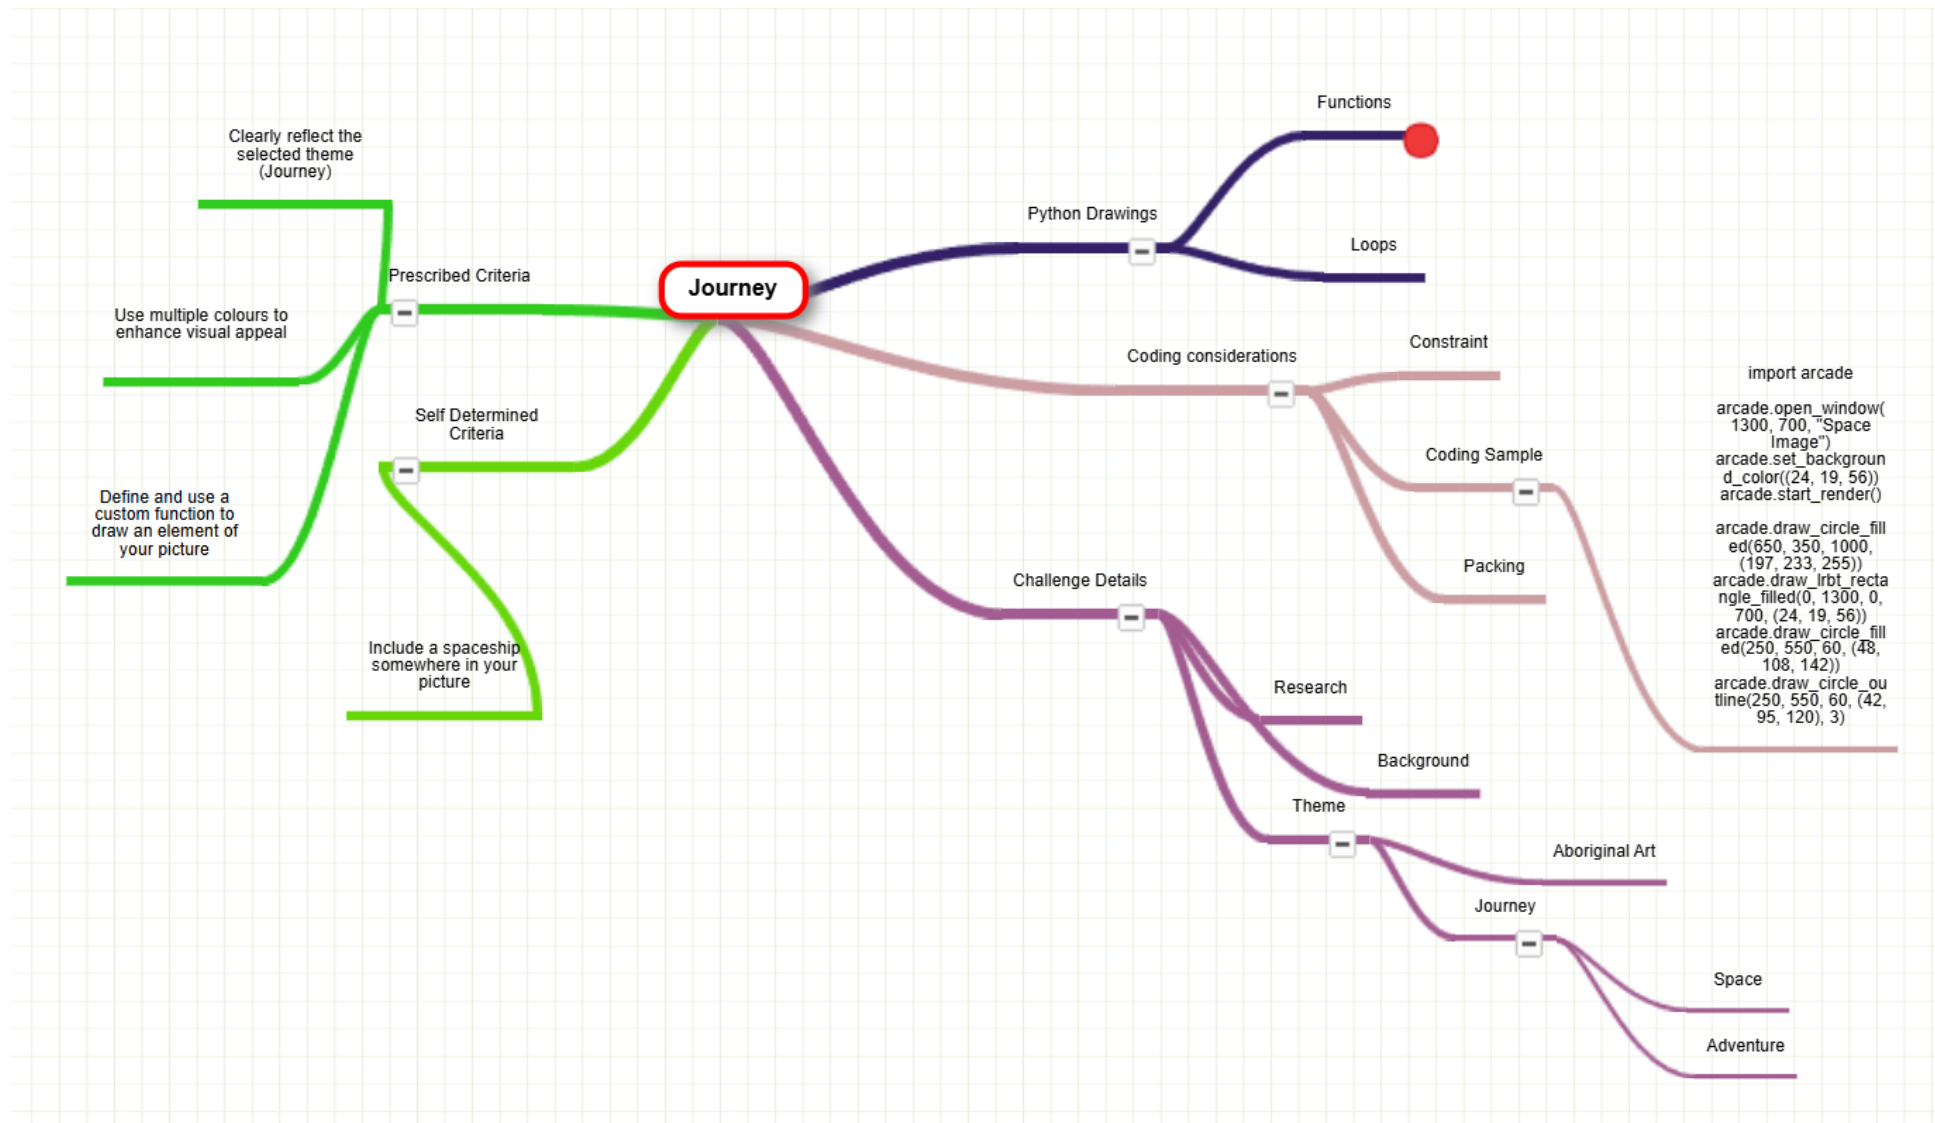 Journey
Clearly reflect the
selected theme
(Journey)
Prescribed Criteria
Use multiple colours to
enhance visual appeal
Define and use a
custom function to
draw an element of
your picture
Self Determined
Criteria
Include a spaceship
somewhere in your
picture
Python Drawings
Functions
Loops
Coding considerations
Constraint
Coding Sample
import arcade
arcade.open_window(
1300, 700, "Space
Image")
arcade.set_backgroun
d_color((24, 19, 56))
arcade.start_render()
arcade.draw_circle_fill
ed(650, 350, 1000,
(197, 233, 255))
arcade.draw_lrbt_recta
ngle_filled(0, 1300, 0,
700, (24, 19, 56))
arcade.draw_circle_fill
ed(250, 550, 60, (48,
108, 142))
arcade.draw_circle_ou
tline(250, 550, 60, (42,
95, 120), 3)
Packing
Challenge Details
Research
Background
Theme
Aboriginal Art
Journey
Space
Adventure